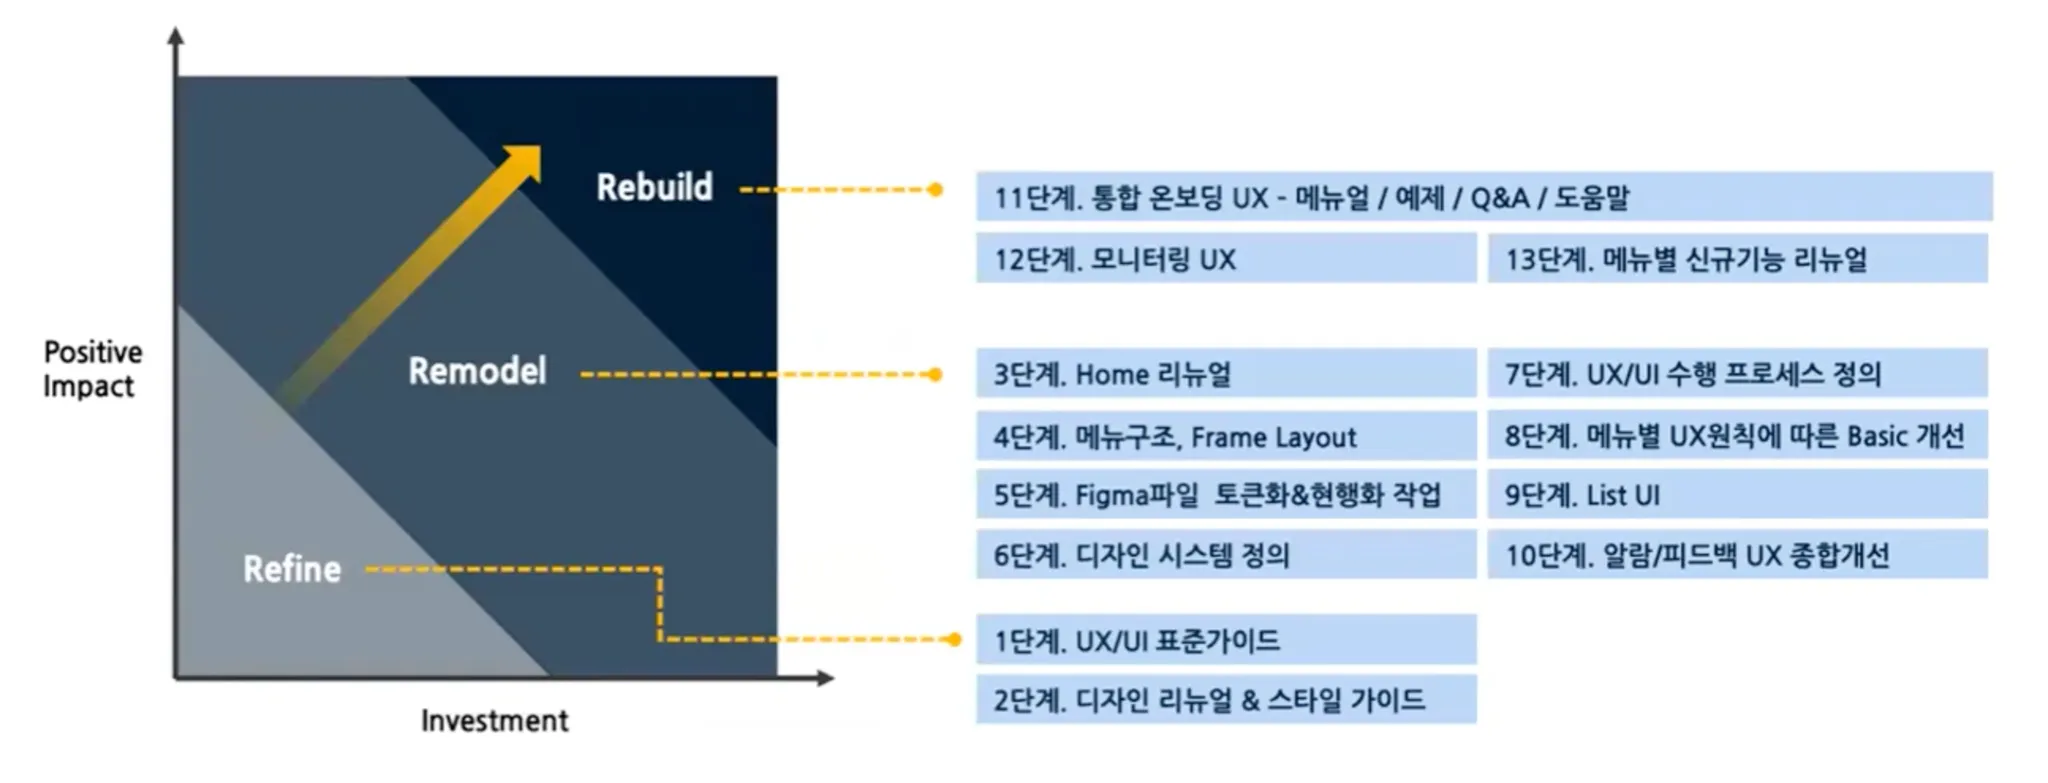 Positive
Impact
Investment
Rebuild
Remodel
Refine
11단계. 통합 온보딩 UX - 메뉴얼 / 예제 / Q&A / 도움말
12단계. 모니터링 UX
13단계. 메뉴별 신규기능 리뉴얼
3단계. Home 리뉴얼
4단계. 메뉴구조, Frame Layout
5단계. Figma파일 토큰화&현행화 작업
6단계. 디자인 시스템 정의
7단계. UX/UI 수행 프로세스 정의
8단계. 메뉴별 UX원칙에 따른 Basic 개선
9단계. List UI
10단계. 알람/피드백 UX 종합개선
1단계. UX/UI 표준가이드
2단계. 디자인 리뉴얼 & 스타일 가이드